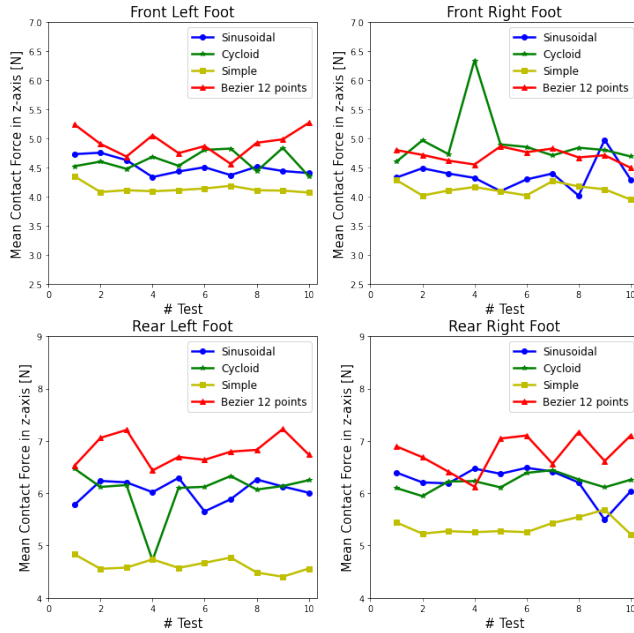 Front Left Foot
Mean Contact Force in z-axis [N]
7.0
6.5
6.0
5.5
5.0
4.5
4.0
3.5
3.0
2.5
Sinusoidal
Cycloid
Simple
Bezier 12 points
0 2 4 6 8 10
# Test
Front Right Foot
Mean Contact Force in z-axis [N]
7.0
6.5
6.0
5.5
5.0
4.5
4.0
3.5
3.0
2.5
Sinusoidal
Cycloid
Simple
Bezier 12 points
0 2 4 6 8 10
# Test
Rear Left Foot
Mean Contact Force in z-axis [N]
9
8
7
6
5
4
Sinusoidal
Cycloid
Simple
Bezier 12 points
0 2 4 6 8 10
# Test
Rear Right Foot
Mean Contact Force in z-axis [N]
9
8
7
6
5
4
Sinusoidal
Cycloid
Simple
Bezier 12 points
0 2 4 6 8 10
# Test